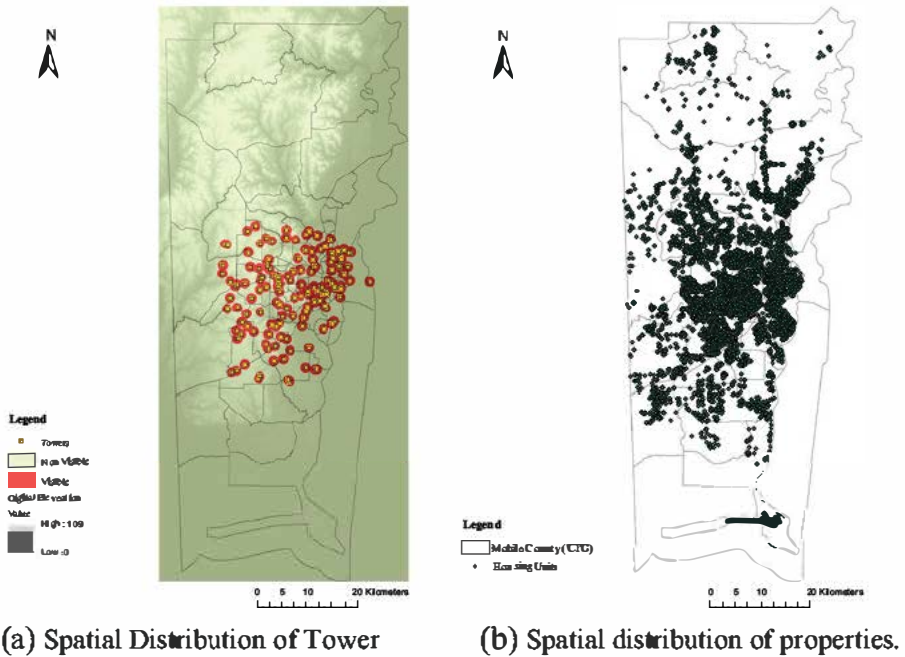 N
N
Legend
Towers
Non Visible
Visible
Digital Elevation
Value
High : 109
Low : 0
0 5 10 20 Kilometers
Legend
Mobile County (CTG)
Housing Units
0 5 10 20 Kilometers
(a) Spatial Distribution of Tower
(b) Spatial distribution of properties.